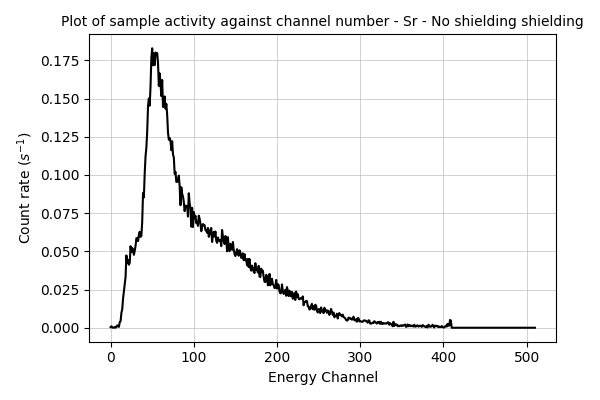 Plot of sample activity against channel number - Sr - No shielding shielding
0.175
0.150
0.125
0.100
0.075
0.050
0.025
0.000
Count rate (s⁻¹)
0 100 200 300 400 500
Energy Channel